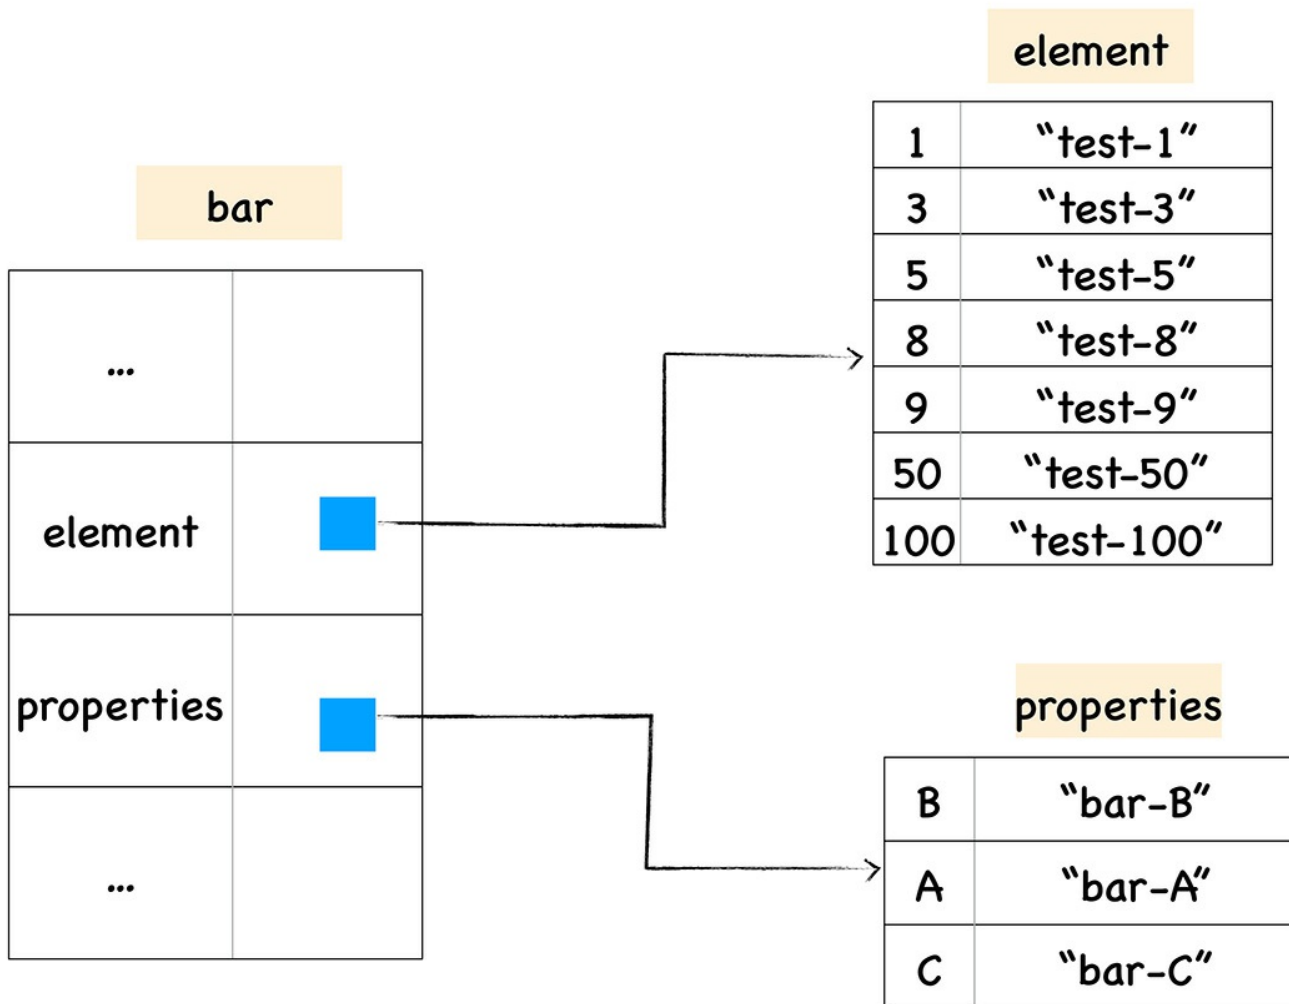 bar
...
element
properties
...
element
1 “test-1”
3 “test-3”
5 “test-5”
8 “test-8”
9 “test-9”
50 “test-50”
100 “test-100”
properties
B “bar-B”
A “bar-A”
C “bar-C”